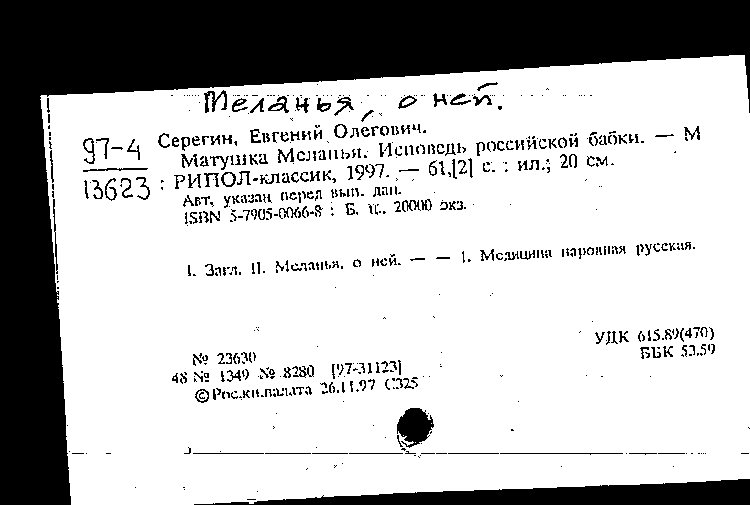 Меланья, о ней.
97-4
13623
Серегин, Евгений Олегович.
Матушка Меланья. Исповедь российской бабки. — М
: РИПОЛ-классик, 1997. — 61,[2] с. : ил.; 20 см.
Авт. указан перед вып. дан.
ISBN 5-7905-0066-8 : Б. ц. 20000 экз.
I. Загл. II. Меланья, о ней. — — 1. Медицина народная русская.
УДК 615.89(470)
ББК 53.59
№ 23630
48 № 1349 № 8280 [97-31123]
© Рос.кн.палата 26.11.97 С325